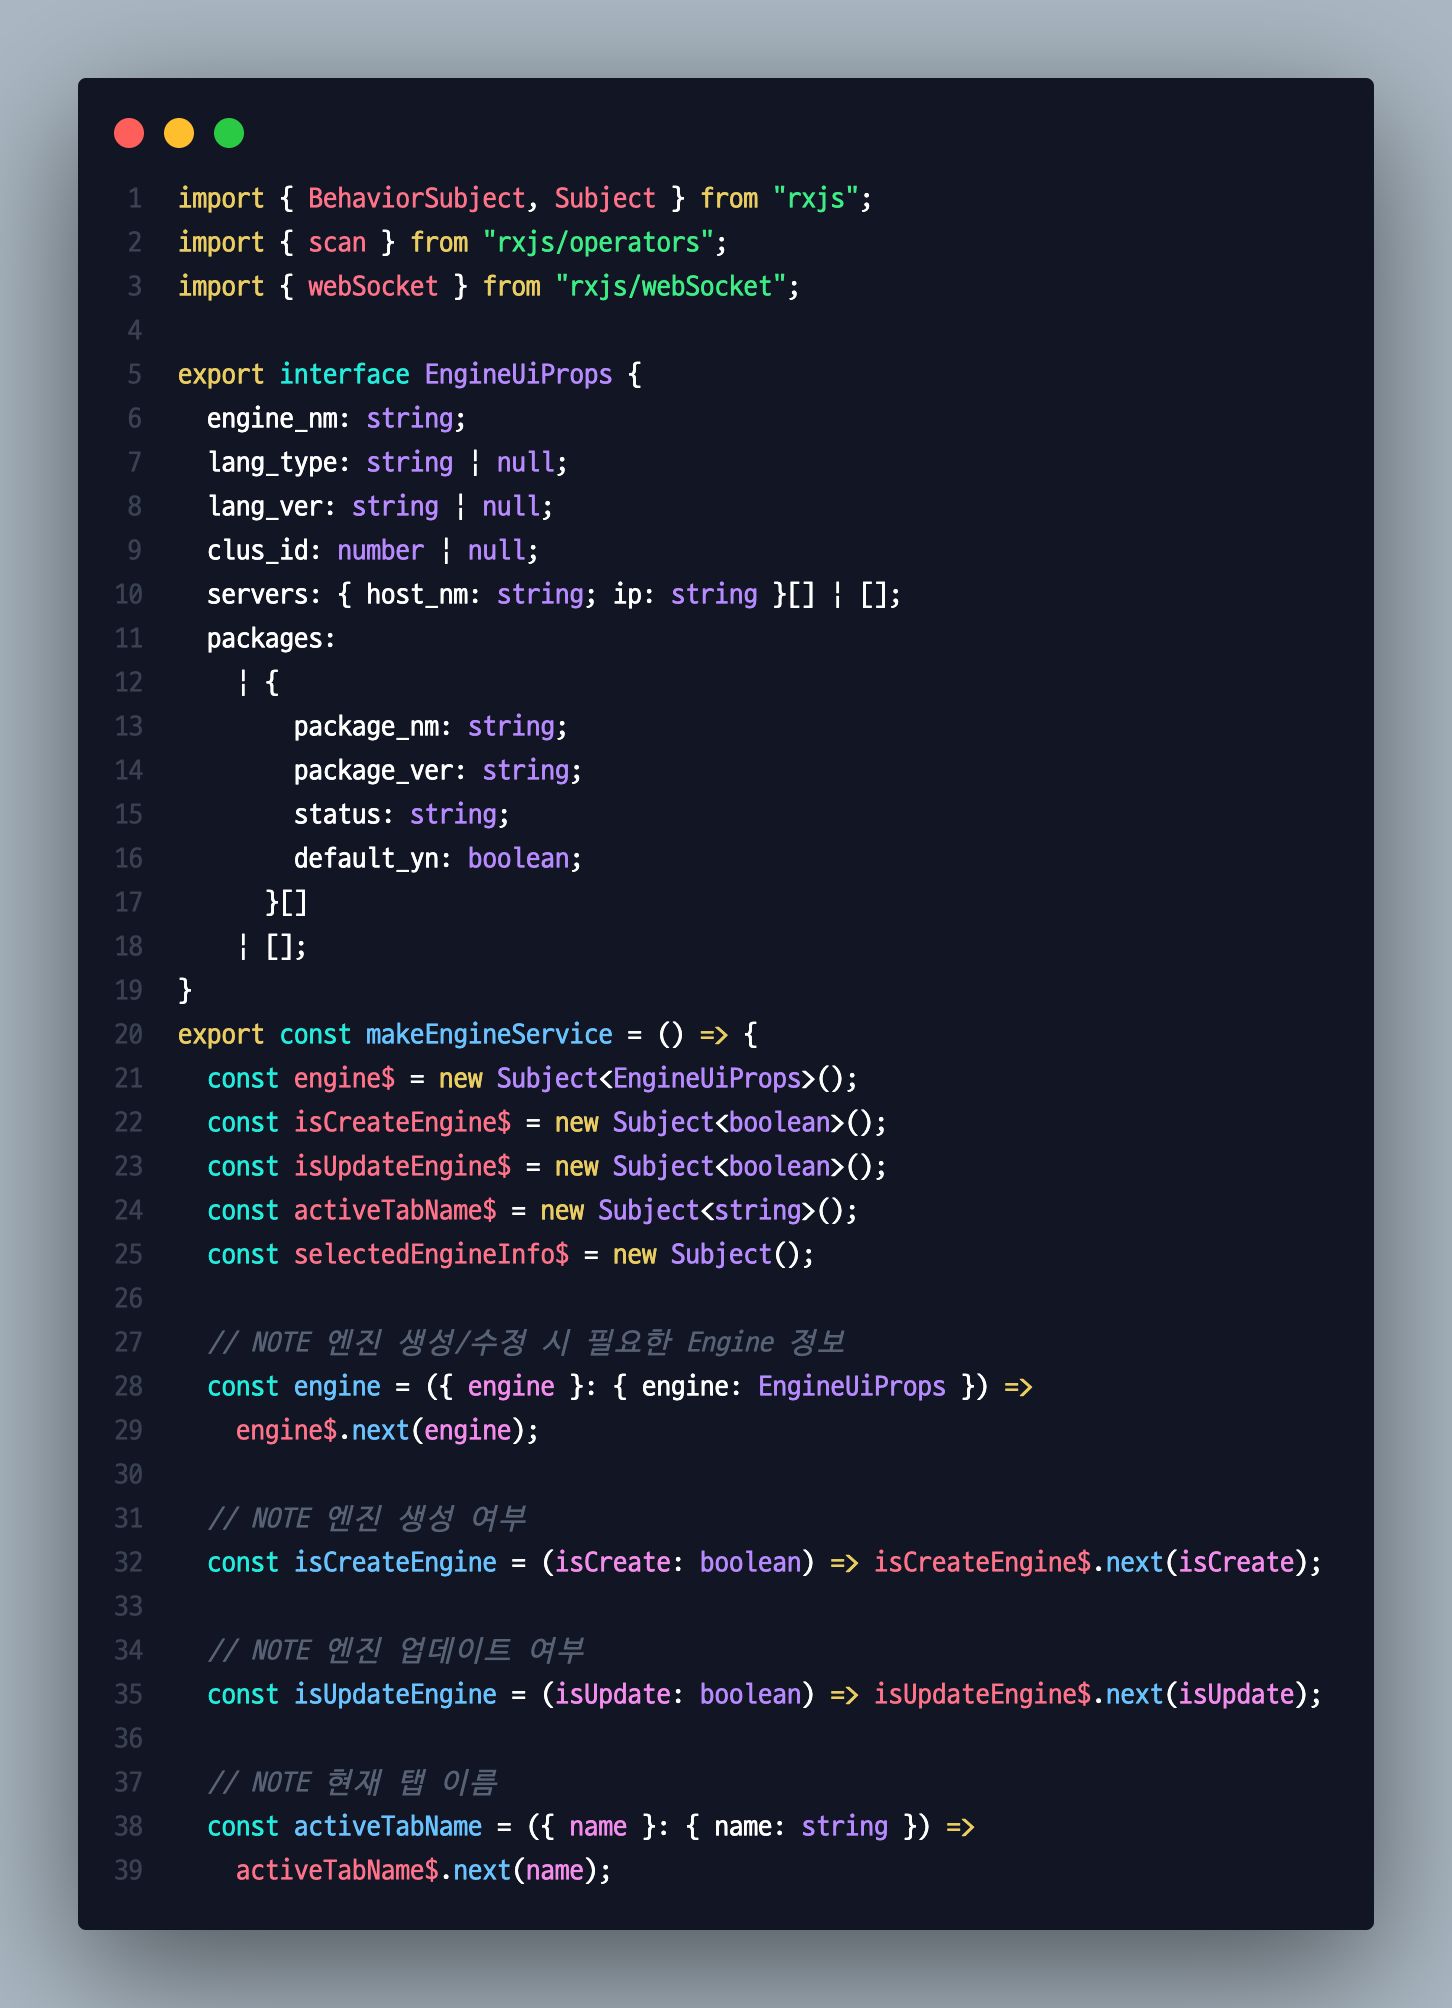 1 import { BehaviorSubject, Subject } from "rxjs";
2 import { scan } from "rxjs/operators";
3 import { webSocket } from "rxjs/webSocket";
4
5 export interface EngineUiProps {
6   engine_nm: string;
7   lang_type: string | null;
8   lang_ver: string | null;
9   clus_id: number | null;
10   servers: { host_nm: string; ip: string }[] | [];
11   packages:
12     | {
13         package_nm: string;
14         package_ver: string;
15         status: string;
16         default_yn: boolean;
17       }[]
18     | [];
19 }
20 export const makeEngineService = () => {
21   const engine$ = new Subject<EngineUiProps>();
22   const isCreateEngine$ = new Subject<boolean>();
23   const isUpdateEngine$ = new Subject<boolean>();
24   const activeTabName$ = new Subject<string>();
25   const selectedEngineInfo$ = new Subject();
26
27   // NOTE 엔진 생성/수정 시 필요한 Engine 정보
28   const engine = ({ engine }: { engine: EngineUiProps }) =>
29     engine$.next(engine);
30
31   // NOTE 엔진 생성 여부
32   const isCreateEngine = (isCreate: boolean) => isCreateEngine$.next(isCreate);
33
34   // NOTE 엔진 업데이트 여부
35   const isUpdateEngine = (isUpdate: boolean) => isUpdateEngine$.next(isUpdate);
36
37   // NOTE 현재 탭 이름
38   const activeTabName = ({ name }: { name: string }) =>
39     activeTabName$.next(name);